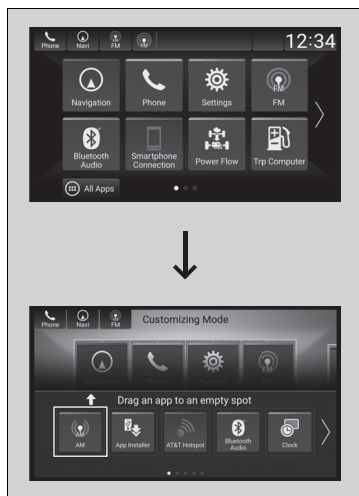 Phone Navi FM 12:34
Navigation Phone Settings FM
Bluetooth Audio Smartphone Connection Power Flow Trp Computer
All Apps
Phone Navi FM Customizing Mode
Drag an app to an empty spot
AM App Installer AT&T Hotspot Bluetooth Audio Clock